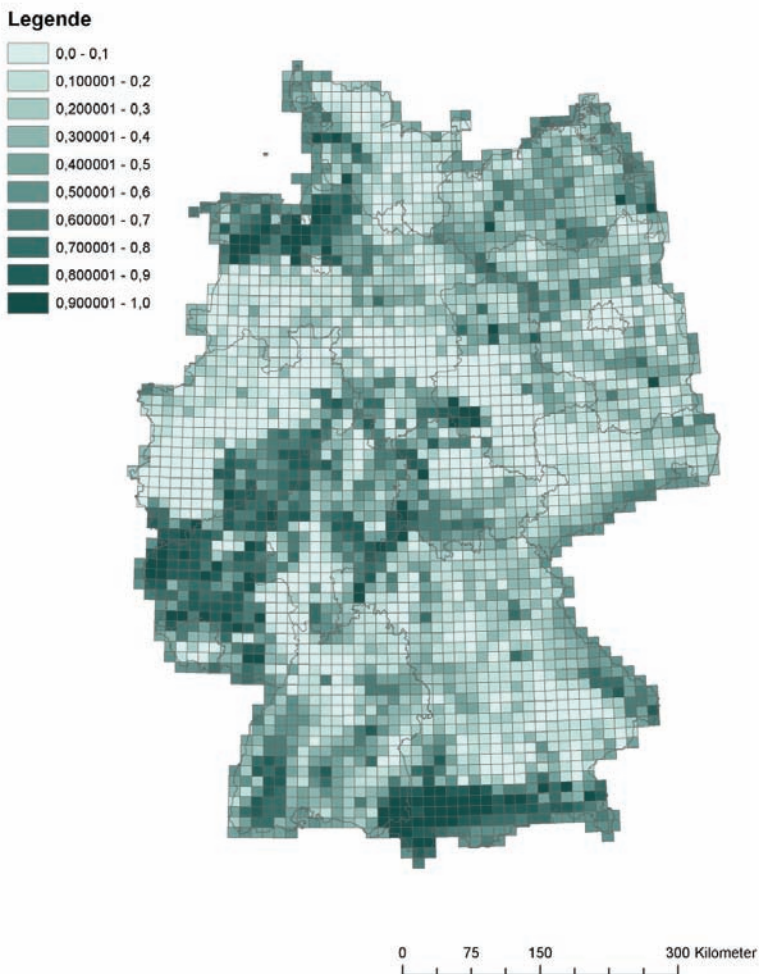 Legende
0,0 - 0,1
0,100001 - 0,2
0,200001 - 0,3
0,300001 - 0,4
0,400001 - 0,5
0,500001 - 0,6
0,600001 - 0,7
0,700001 - 0,8
0,800001 - 0,9
0,900001 - 1,0
0 75 150 300 Kilometer